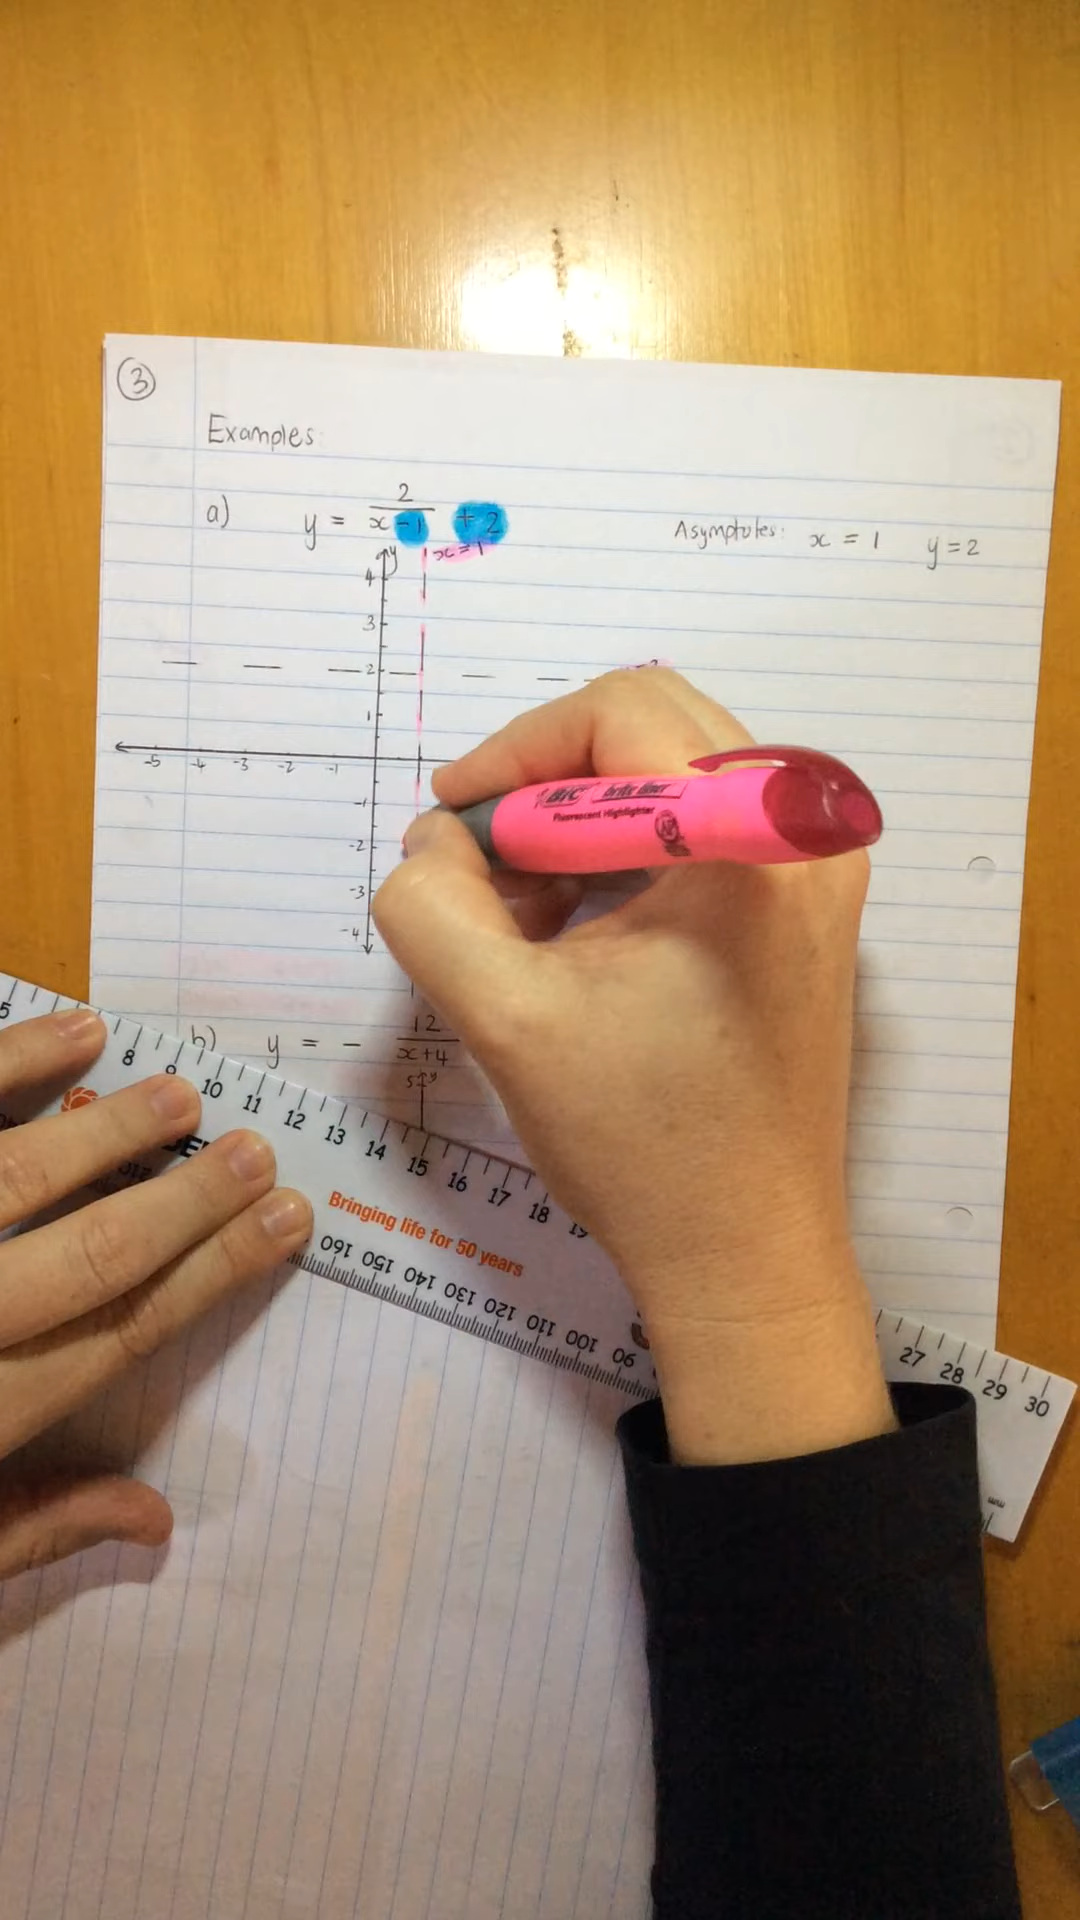 ③
Examples:
a) y = 2/(x - 1) + 2
Asymptotes: x = 1 y = 2
x = 1
y
4
3
2
1
-5 -4 -3 -2 -1
-1
-2
-3
-4
BIC brite liner
Fluorescent Highlighter
b) y = - 12/(x+4)
5 y
8 9 10 11 12 13 14 15 16 17 18 19
27 28 29 30
Bringing life for 50 years
160 150 140 130 120 110 100 90
mm